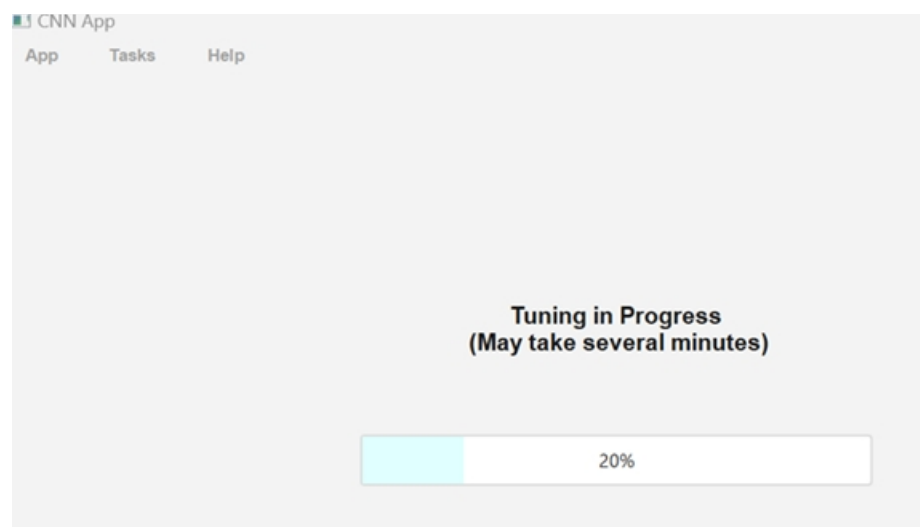 CNN App
App Tasks Help
Tuning in Progress
(May take several minutes)
20%